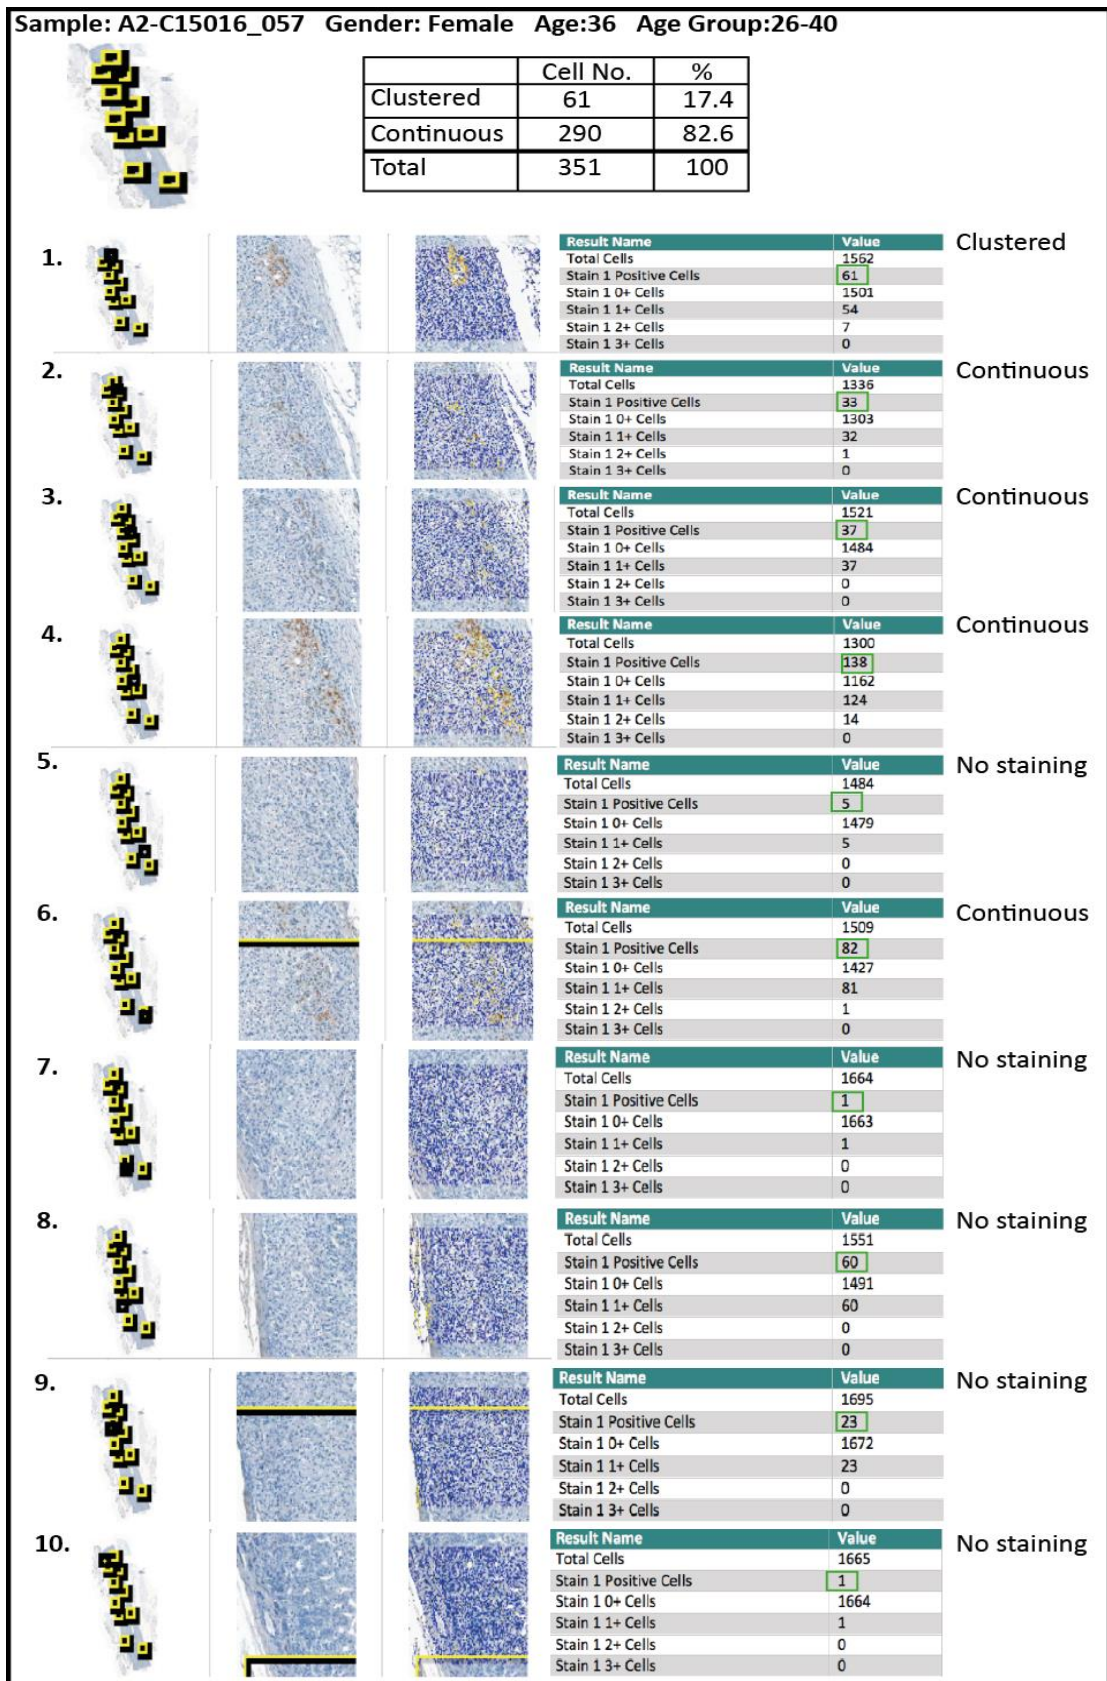 Sample: A2-C15016_057 Gender: Female Age:36 Age Group:26-40
Cell No. %
Clustered 61 17.4
Continuous 290 82.6
Total 351 100
1.
Result Name Value
Total Cells 1562
Stain 1 Positive Cells 61
Stain 1 0+ Cells 1501
Stain 1 1+ Cells 54
Stain 1 2+ Cells 7
Stain 1 3+ Cells 0
Clustered
2.
Result Name Value
Total Cells 1336
Stain 1 Positive Cells 33
Stain 1 0+ Cells 1303
Stain 1 1+ Cells 32
Stain 1 2+ Cells 1
Stain 1 3+ Cells 0
Continuous
3.
Result Name Value
Total Cells 1521
Stain 1 Positive Cells 37
Stain 1 0+ Cells 1484
Stain 1 1+ Cells 37
Stain 1 2+ Cells 0
Stain 1 3+ Cells 0
Continuous
4.
Result Name Value
Total Cells 1300
Stain 1 Positive Cells 138
Stain 1 0+ Cells 1162
Stain 1 1+ Cells 124
Stain 1 2+ Cells 14
Stain 1 3+ Cells 0
Continuous
5.
Result Name Value
Total Cells 1484
Stain 1 Positive Cells 5
Stain 1 0+ Cells 1479
Stain 1 1+ Cells 5
Stain 1 2+ Cells 0
Stain 1 3+ Cells 0
No staining
6.
Result Name Value
Total Cells 1509
Stain 1 Positive Cells 82
Stain 1 0+ Cells 1427
Stain 1 1+ Cells 81
Stain 1 2+ Cells 1
Stain 1 3+ Cells 0
Continuous
7.
Result Name Value
Total Cells 1664
Stain 1 Positive Cells 1
Stain 1 0+ Cells 1663
Stain 1 1+ Cells 1
Stain 1 2+ Cells 0
Stain 1 3+ Cells 0
No staining
8.
Result Name Value
Total Cells 1551
Stain 1 Positive Cells 60
Stain 1 0+ Cells 1491
Stain 1 1+ Cells 60
Stain 1 2+ Cells 0
Stain 1 3+ Cells 0
No staining
9.
Result Name Value
Total Cells 1695
Stain 1 Positive Cells 23
Stain 1 0+ Cells 1672
Stain 1 1+ Cells 23
Stain 1 2+ Cells 0
Stain 1 3+ Cells 0
No staining
10.
Result Name Value
Total Cells 1665
Stain 1 Positive Cells 1
Stain 1 0+ Cells 1664
Stain 1 1+ Cells 1
Stain 1 2+ Cells 0
Stain 1 3+ Cells 0
No staining